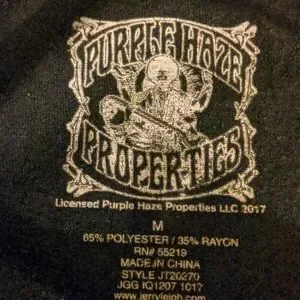 PURPLE HAZE
PROPERTIES
Licensed Purple Haze Properties LLC 2017
M
65% POLYESTER / 35% RAYON
RN# 55219
MADE IN CHINA
STYLE JT20270
JGG IQ1207 1017
www.jerryleigh.com